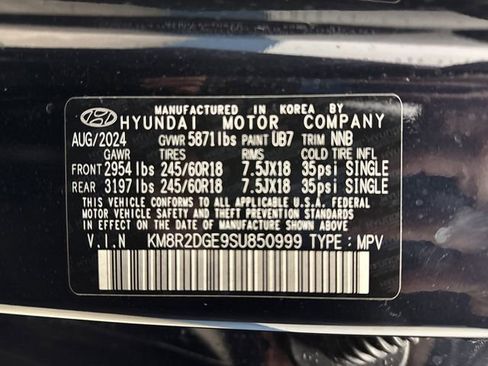 MANUFACTURED IN KOREA BY
HYUNDAI MOTOR COMPANY
AUG/2024 GVWR 5871lbs PAINT UB7 TRIM NNB
GAWR TIRES RIMS COLD TIRE INFL
FRONT 2954 lbs 245/60R18 7.5JX18 35psi SINGLE
REAR 3197 lbs 245/60R18 7.5JX18 35psi SINGLE
THIS VEHICLE CONFORMS TO ALL APPLICABLE U.S.A. FEDERAL
MOTOR VEHICLE SAFETY STANDARDS IN EFFECT ON THE
DATE OF MANUFACTURE SHOWN ABOVE.
V.I.N KM8R2DGE9SU850999 TYPE : MPV